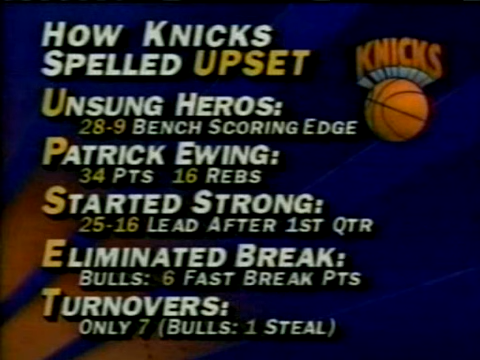 HOW KNICKS
SPELLED UPSET
KNICKS
UNSUNG HEROS:
28-9 BENCH SCORING EDGE
PATRICK EWING:
34 PTS 16 REBS
STARTED STRONG:
25-16 LEAD AFTER 1ST QTR
ELIMINATED BREAK:
BULLS: 6 FAST BREAK PTS
TURNOVERS:
ONLY 7 (BULLS: 1 STEAL)